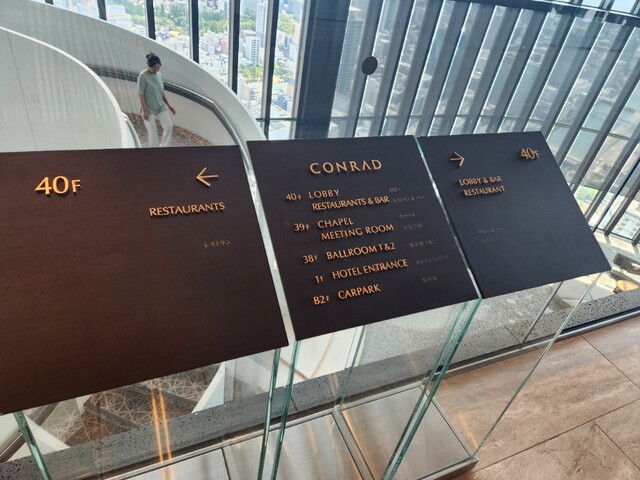 40F ←
RESTAURANTS
レストラン
CONRAD
40F LOBBY
RESTAURANTS & BAR
39F CHAPEL
MEETING ROOM
38F BALLROOM 1&2
1F HOTEL ENTRANCE
B2F CARPARK
→ 40F
LOBBY & BAR
RESTAURANT